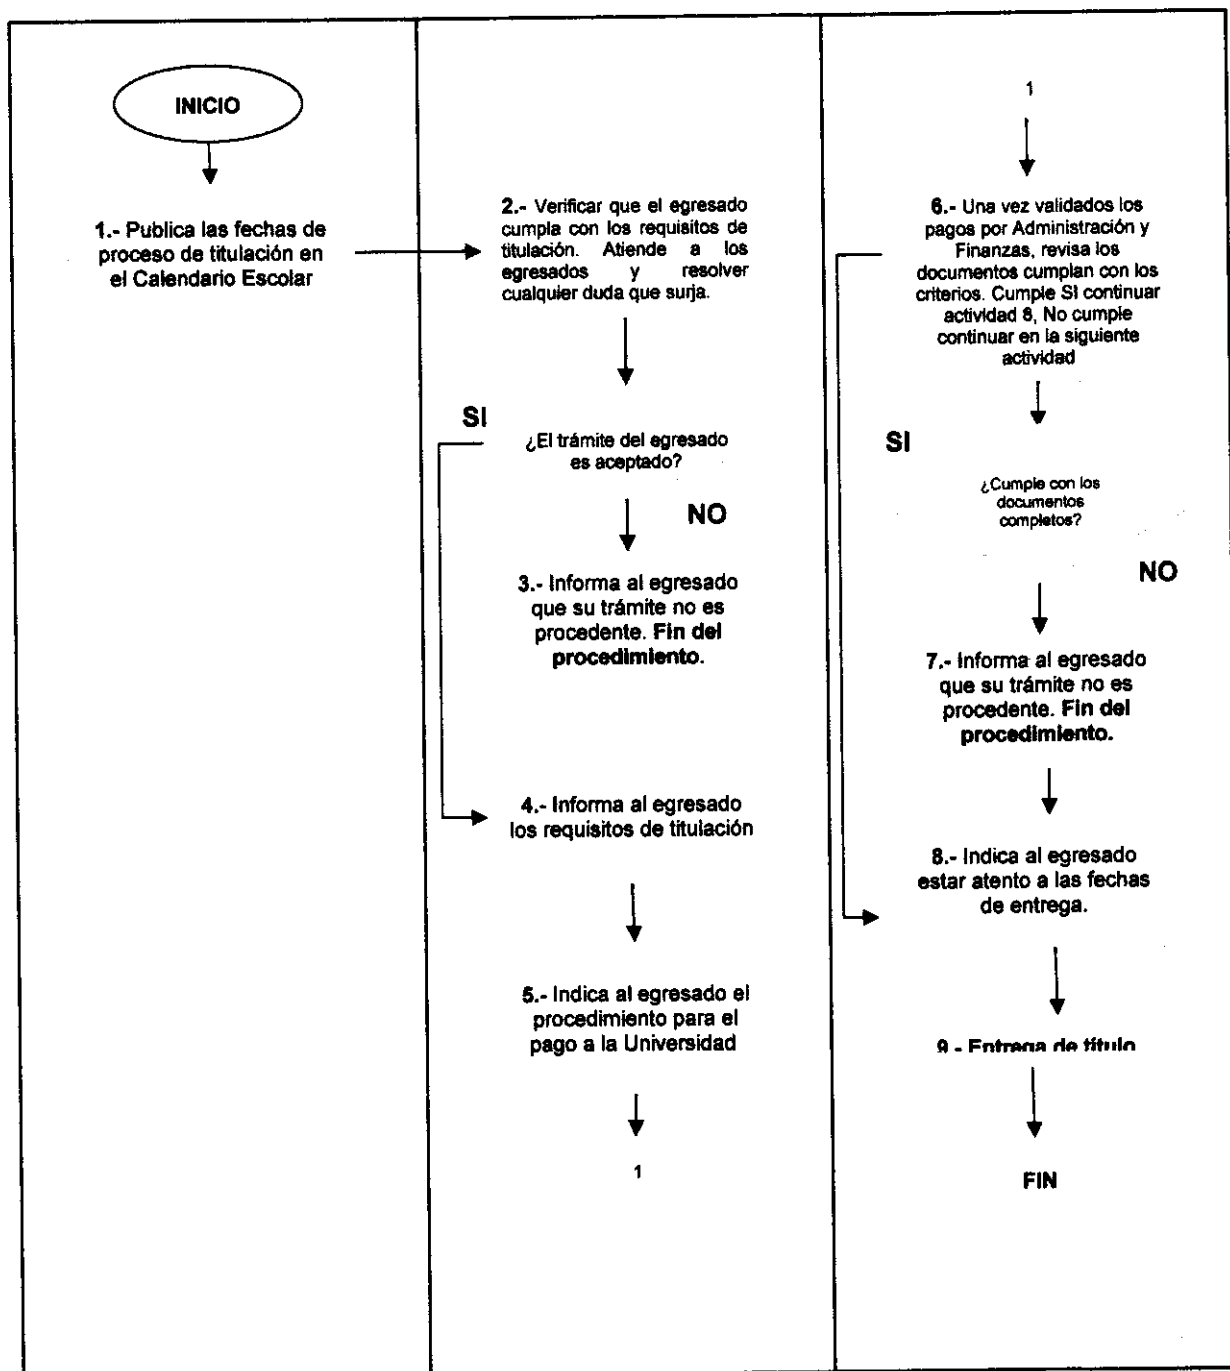 INICIO
1.- Publica las fechas de
proceso de titulación en
el Calendario Escolar
2.- Verificar que el egresado
cumpla con los requisitos de
titulación. Atiende a los
egresados y resolver
cualquier duda que surja.
SI
¿El trámite del egresado
es aceptado?
NO
3.- Informa al egresado
que su trámite no es
procedente. Fin del
procedimiento.
4.- Informa al egresado
los requisitos de titulación
5.- Indica al egresado el
procedimiento para el
pago a la Universidad
1
1
6.- Una vez validados los
pagos por Administración y
Finanzas, revisa los
documentos cumplan con los
criterios. Cumple SI continuar
actividad 8, No cumple
continuar en la siguiente
actividad
SI
¿Cumple con los
documentos
completos?
NO
7.- Informa al egresado
que su trámite no es
procedente. Fin del
procedimiento.
8.- Indica al egresado
estar atento a las fechas
de entrega.
9.- Entrega de título
FIN